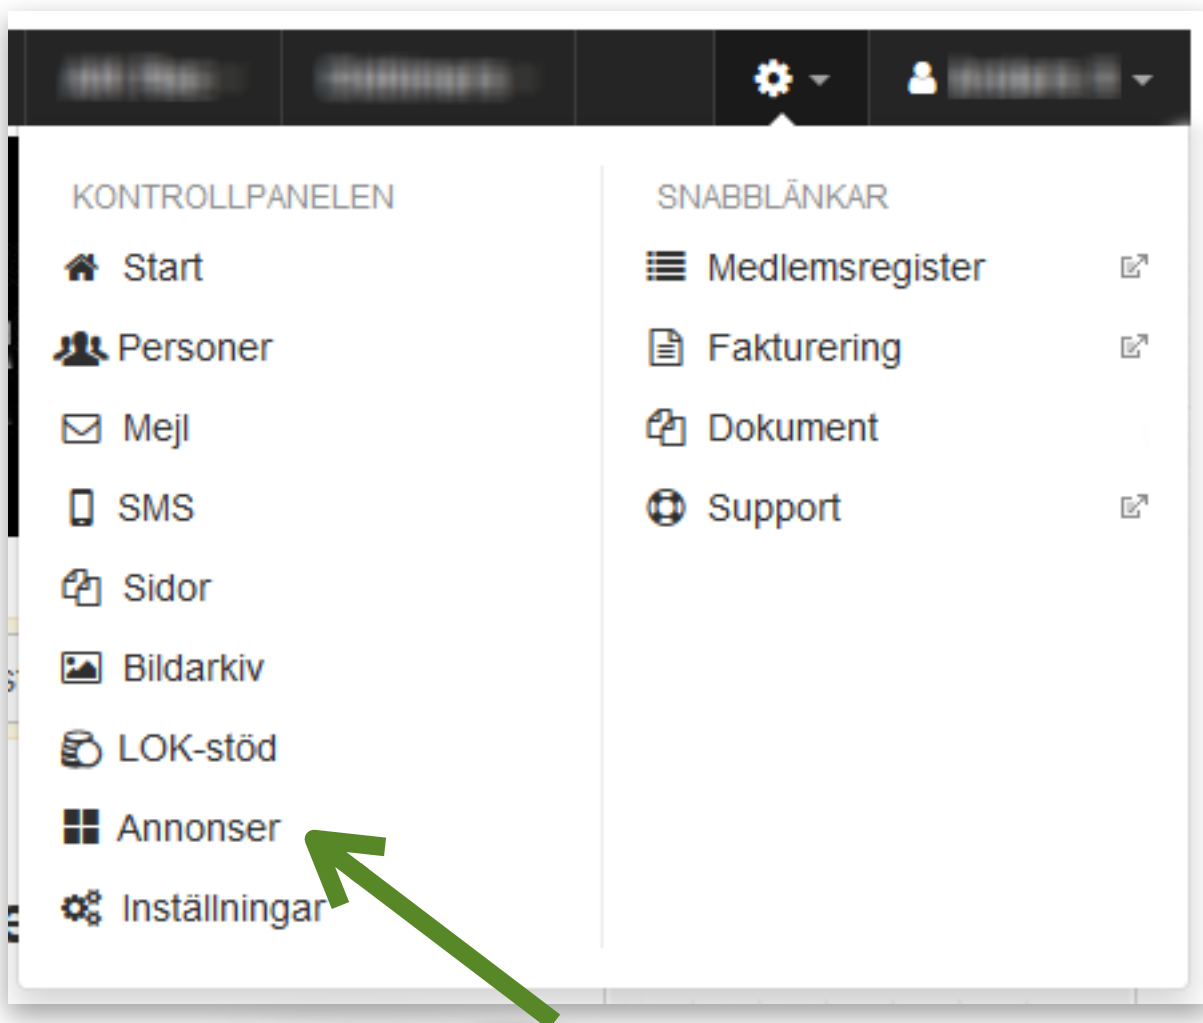 KONTROLLPANELEN
Start
Personer
Mejl
SMS
Sidor
Bildarkiv
LOK-stöd
Annonser
Inställningar
SNABBLÄNKAR
Medlemsregister
Fakturering
Dokument
Support